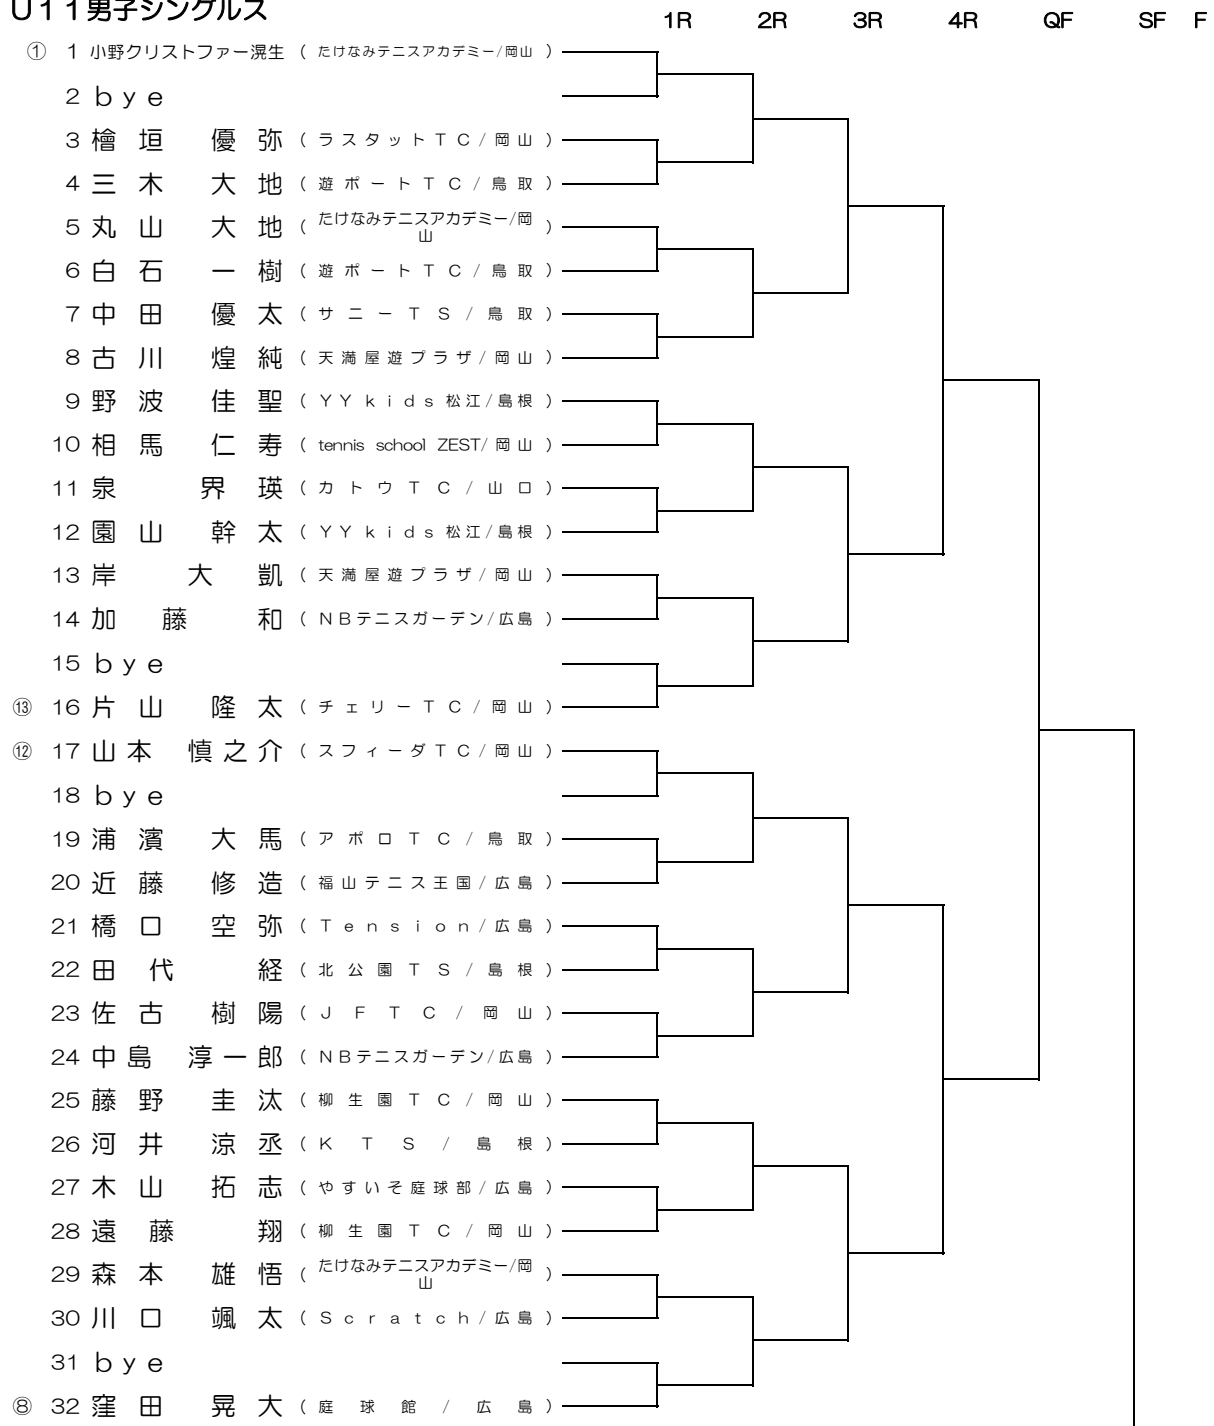 U11男子シングルス
1R 2R 3R 4R QF SF F
① 1 小野クリストファー滉生 ( たけなみテニスアカデミー/岡山 )
2 bye
3 檜垣 優弥 ( ラスタットTC/岡山 )
4 三木 大地 ( 遊ポートTC/鳥取 )
5 丸山 大地 ( たけなみテニスアカデミー/岡山 )
6 白石 一樹 ( 遊ポートTC/鳥取 )
7 中田 優太 ( サニーTS/鳥取 )
8 古川 煌純 ( 天満屋遊プラザ/岡山 )
9 野波 佳聖 ( YYkids松江/島根 )
10 相馬 仁寿 ( tennis school ZEST/岡山 )
11 泉 界瑛 ( カトウTC/山口 )
12 園山 幹太 ( YYkids松江/島根 )
13 岸 大凱 ( 天満屋遊プラザ/岡山 )
14 加藤 和 ( NBテニスガーデン/広島 )
15 bye
⑬ 16 片山 隆太 ( チェリーTC/岡山 )
⑫ 17 山本 慎之介 ( スフィーダTC/岡山 )
18 bye
19 浦濱 大馬 ( アポロTC/鳥取 )
20 近藤 修造 ( 福山テニス王国/広島 )
21 橋口 空弥 ( Tension/広島 )
22 田代 経 ( 北公園TS/島根 )
23 佐古 樹陽 ( JFTC/岡山 )
24 中島 淳一郎 ( NBテニスガーデン/広島 )
25 藤野 圭汰 ( 柳生園TC/岡山 )
26 河井 涼丞 ( KTS/島根 )
27 木山 拓志 ( やすいそ庭球部/広島 )
28 遠藤 翔 ( 柳生園TC/岡山 )
29 森本 雄悟 ( たけなみテニスアカデミー/岡山 )
30 川口 颯太 ( Scratch/広島 )
31 bye
⑧ 32 窪田 晃大 ( 庭球館/広島 )